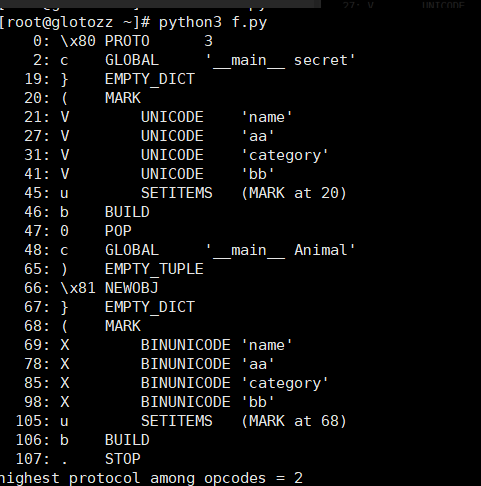 27: V UNICODE
[root@glotozz ~]# python3 f.py
0: \x80 PROTO 3
2: c GLOBAL '__main__ secret'
19: } EMPTY_DICT
20: ( MARK
21: V UNICODE 'name'
27: V UNICODE 'aa'
31: V UNICODE 'category'
41: V UNICODE 'bb'
45: u SETITEMS (MARK at 20)
46: b BUILD
47: 0 POP
48: c GLOBAL '__main__ Animal'
65: ) EMPTY_TUPLE
66: \x81 NEWOBJ
67: } EMPTY_DICT
68: ( MARK
69: X BINUNICODE 'name'
78: X BINUNICODE 'aa'
85: X BINUNICODE 'category'
98: X BINUNICODE 'bb'
105: u SETITEMS (MARK at 68)
106: b BUILD
107: . STOP
highest protocol among opcodes = 2